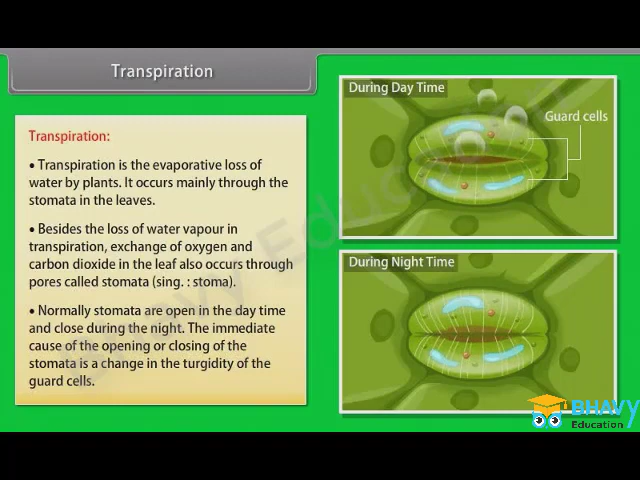 Transpiration
Transpiration:
• Transpiration is the evaporative loss of
water by plants. It occurs mainly through the
stomata in the leaves.
• Besides the loss of water vapour in
transpiration, exchange of oxygen and
carbon dioxide in the leaf also occurs through
pores called stomata (sing. : stoma).
• Normally stomata are open in the day time
and close during the night. The immediate
cause of the opening or closing of the
stomata is a change in the turgidity of the
guard cells.
During Day Time
Guard cells
During Night Time
BHAVY
Education
Bhavy Education